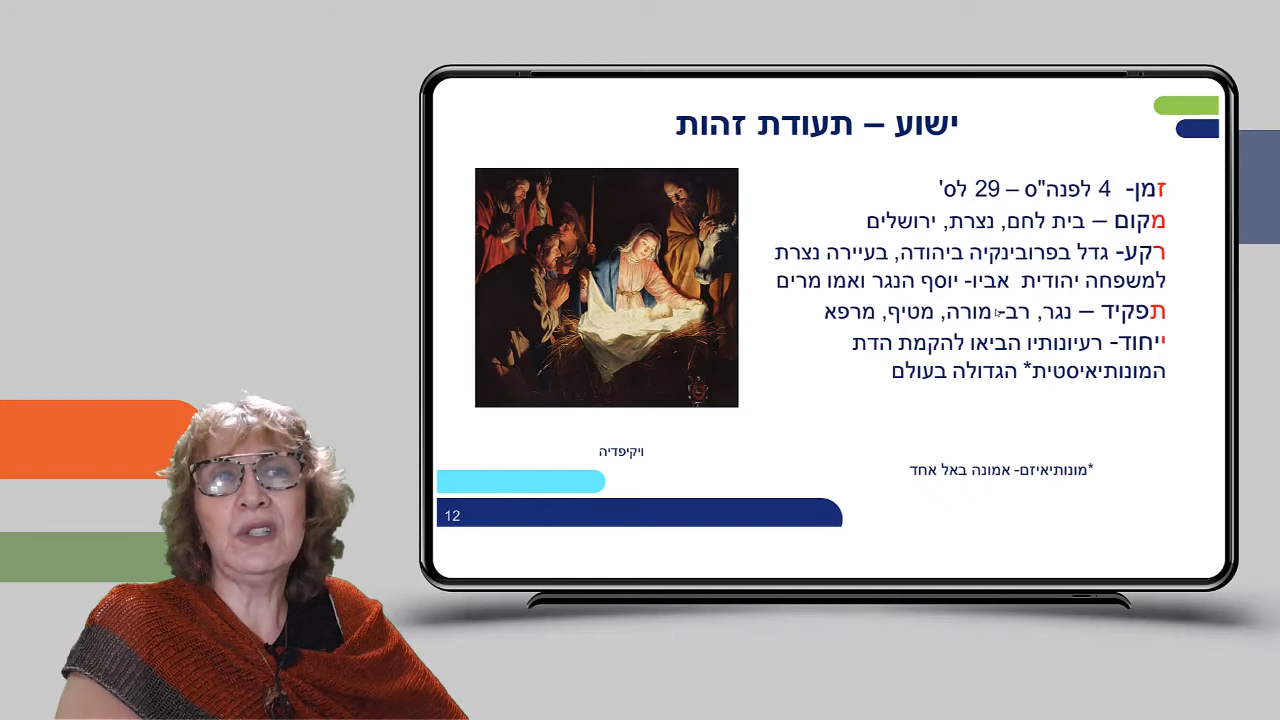 ישוע – תעודת זהות
זמן- 4 לפנה"ס – 29 לס'
מקום – בית לחם, נצרת, ירושלים
רקע- גדל בפרובינקיה ביהודה, בעיירה נצרת
למשפחה יהודית אביו- יוסף הנגר ואמו מרים
תפקיד – נגר, רב-מורה, מטיף, מרפא
ייחוד- רעיונותיו הביאו להקמת הדת
המונותיאיסטית* הגדולה בעולם
ויקיפדיה
*מונותיאיזם- אמונה באל אחד
12